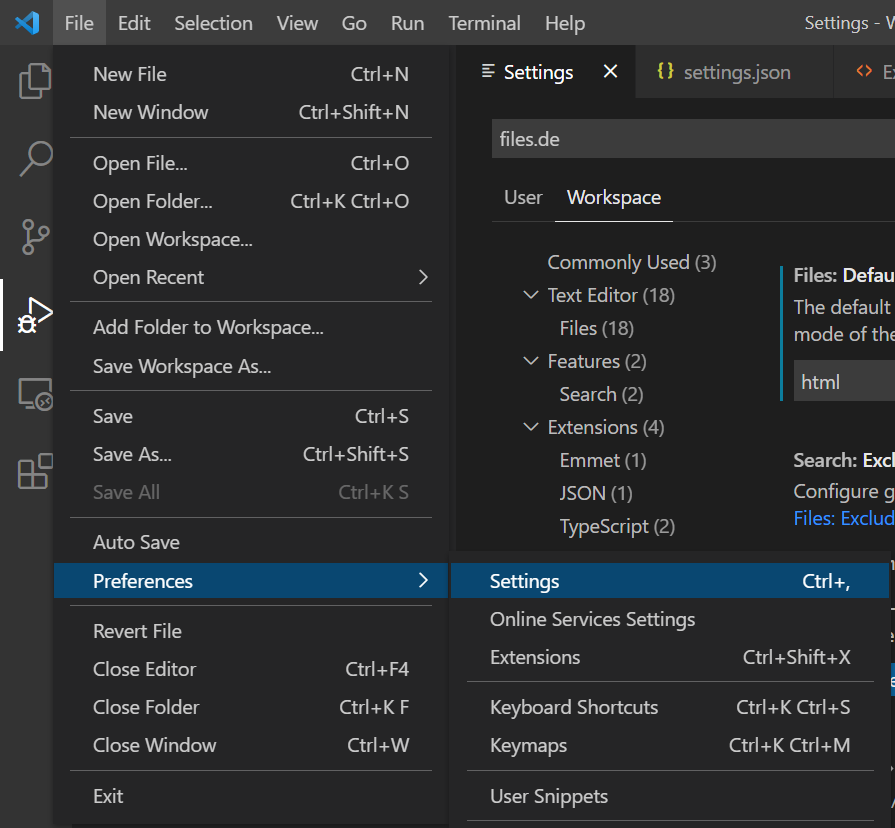 File Edit Selection View Go Run Terminal Help Settings -
New File Ctrl+N
New Window Ctrl+Shift+N
Open File... Ctrl+O
Open Folder... Ctrl+K Ctrl+O
Open Workspace...
Open Recent
Add Folder to Workspace...
Save Workspace As...
Save Ctrl+S
Save As... Ctrl+Shift+S
Save All Ctrl+K S
Auto Save
Preferences
Revert File
Close Editor Ctrl+F4
Close Folder Ctrl+K F
Close Window Ctrl+W
Exit
Settings settings.json
files.de
User Workspace
Commonly Used (3)
Text Editor (18)
Files (18)
Features (2)
Search (2)
Extensions (4)
Emmet (1)
JSON (1)
TypeScript (2)
Files: Defau
The default
mode of the
html
Search: Excl
Configure g
Files: Exclud
Settings Ctrl+,
Online Services Settings
Extensions Ctrl+Shift+X
Keyboard Shortcuts Ctrl+K Ctrl+S
Keymaps Ctrl+K Ctrl+M
User Snippets